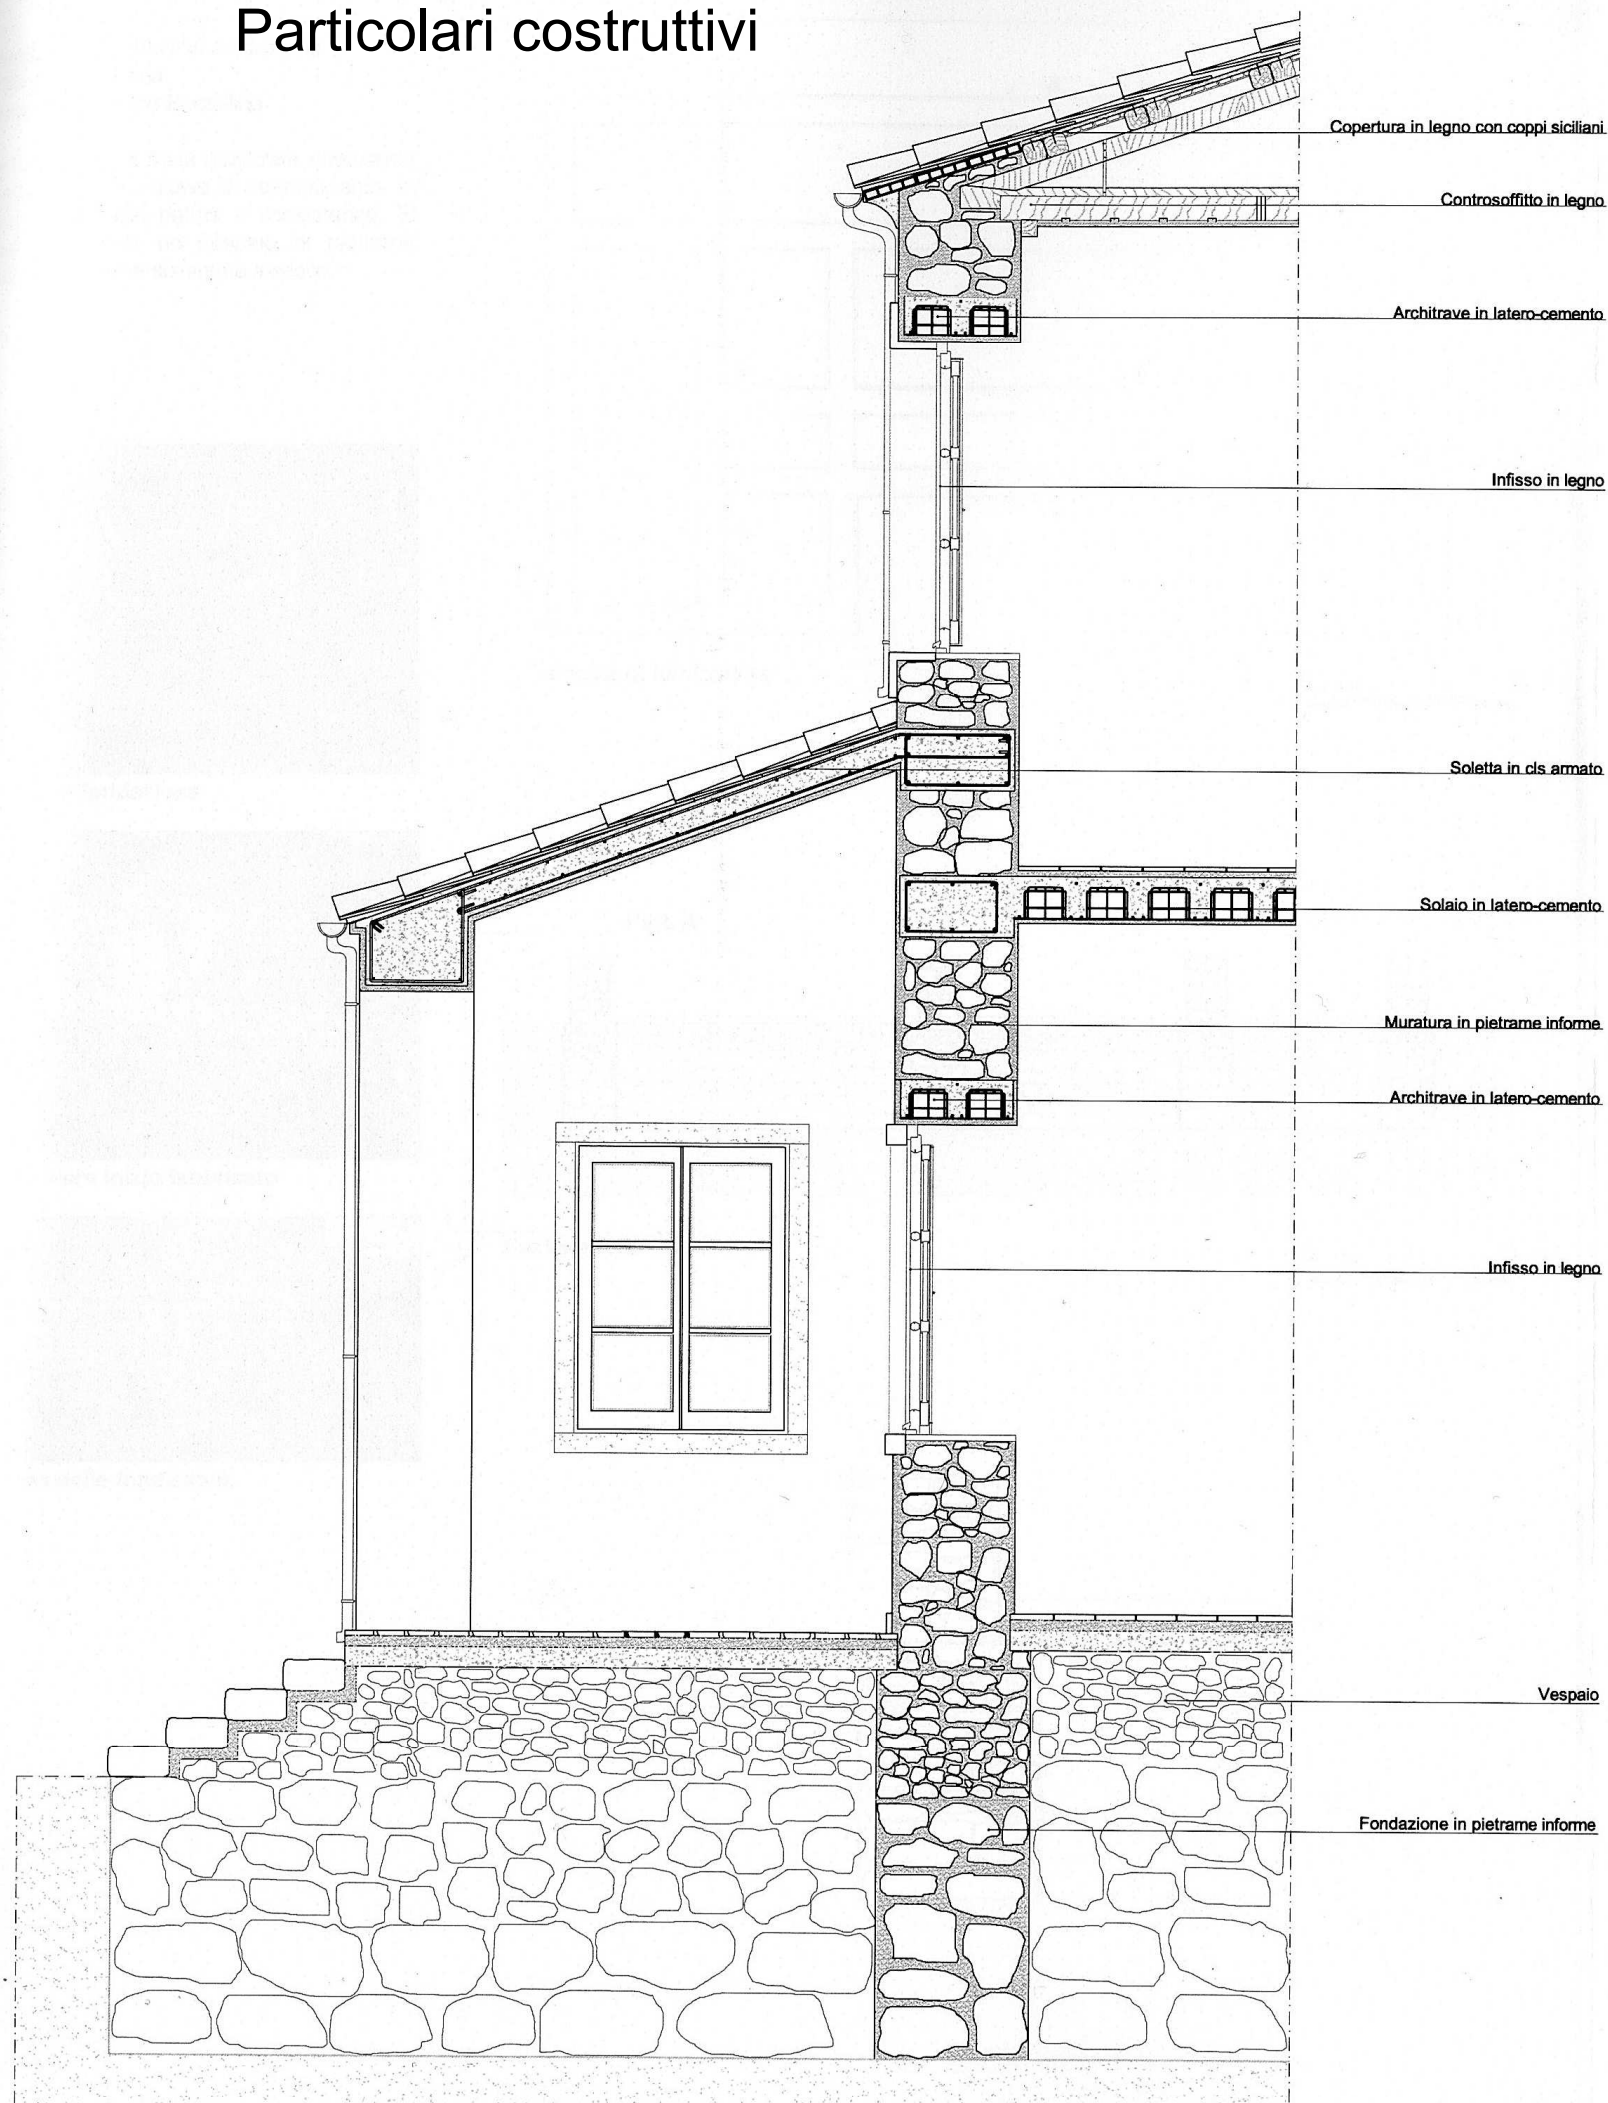 Particolari costruttivi
Copertura in legno con coppi siciliani
Controsoffitto in legno
Architrave in latero-cemento
Infisso in legno
Soletta in cls armato
Solaio in latero-cemento
Muratura in pietrame informe
Architrave in latero-cemento
Infisso in legno
Vespaio
Fondazione in pietrame informe